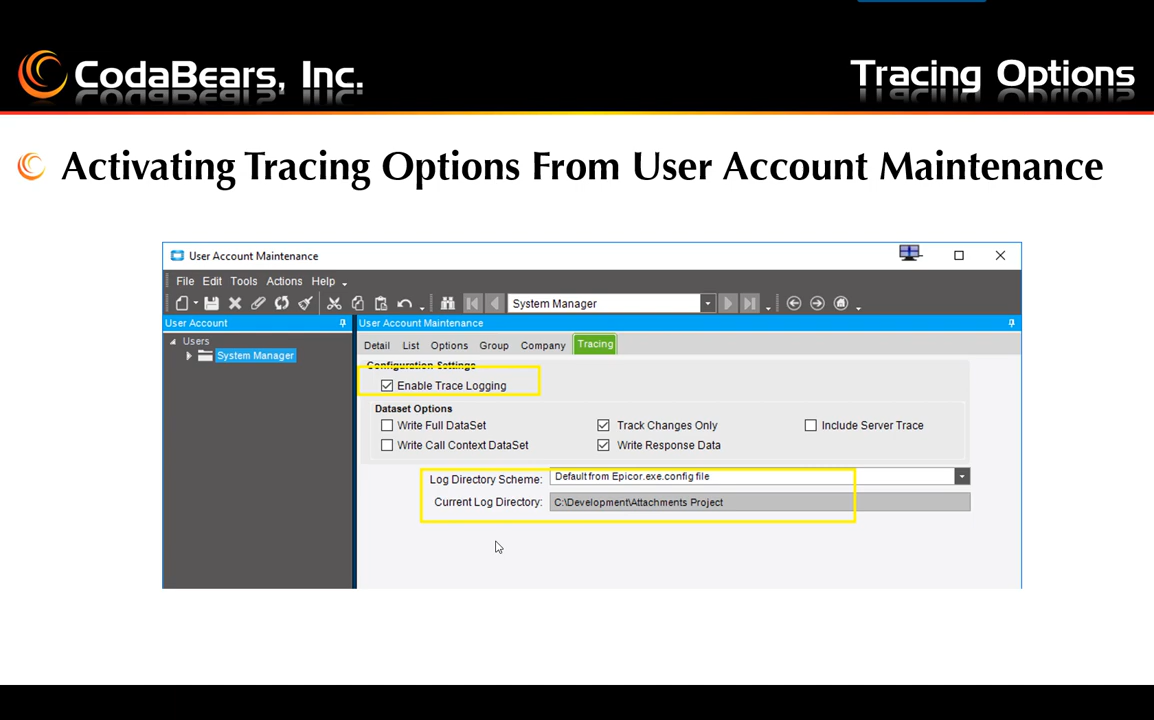 CodaBears, Inc.
Tracing Options
Activating Tracing Options From User Account Maintenance
User Account Maintenance
File Edit Tools Actions Help
System Manager
User Account
User Account Maintenance
Users
System Manager
Detail List Options Group Company Tracing
Configuration Settings
Enable Trace Logging
Dataset Options
Write Full DataSet Track Changes Only Include Server Trace
Write Call Context DataSet Write Response Data
Log Directory Scheme: Default from Epicor.exe.config file
Current Log Directory: C:\Development\Attachments Project